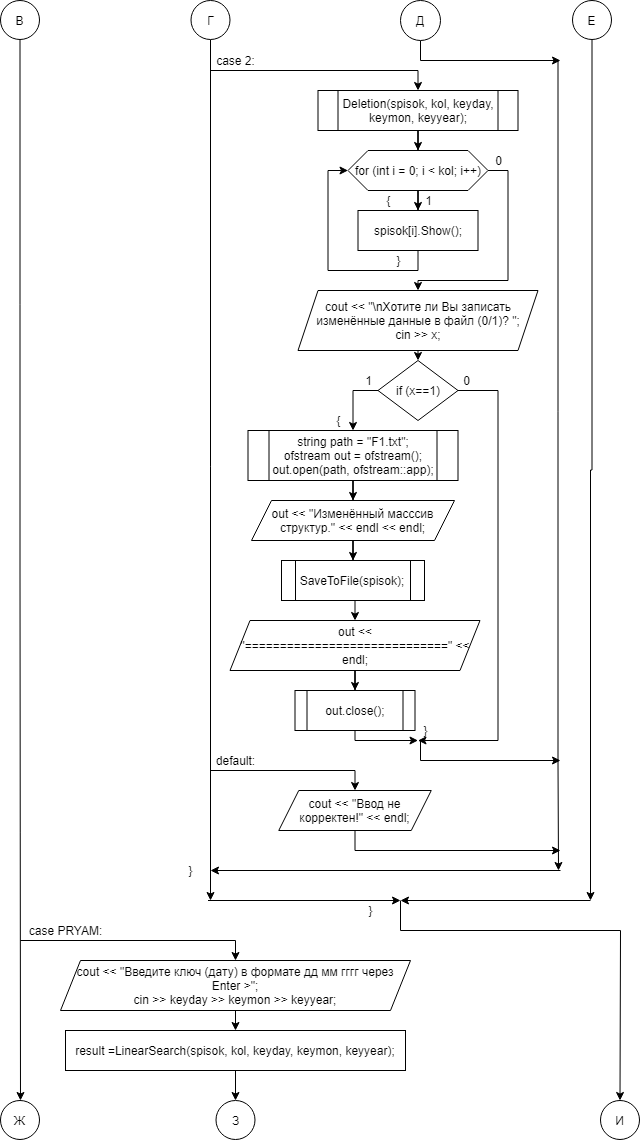 В
Г
Д
Е
case 2:
Deletion(spisok, kol, keyday,
keymon, keyyear);
for (int i = 0; i < kol; i++)
0
{
1
spisok[i].Show();
}
cout << "\nХотите ли Вы записать
изменённые данные в файл (0/1)? ";
cin >> x;
1
if (x==1)
0
{
string path = "F1.txt";
ofstream out = ofstream();
out.open(path, ofstream::app);
out << "Изменённый масссив
структур." << endl << endl;
SaveToFile(spisok);
out <<
"=============================" <<
endl;
out.close();
}
default:
cout << "Ввод не
корректен!" << endl;
}
}
case PRYAM:
cout << "Введите ключ (дату) в формате дд мм гггг через
Enter >";
cin >> keyday >> keymon >> keyyear;
result =LinearSearch(spisok, kol, keyday, keymon, keyyear);
Ж
З
И